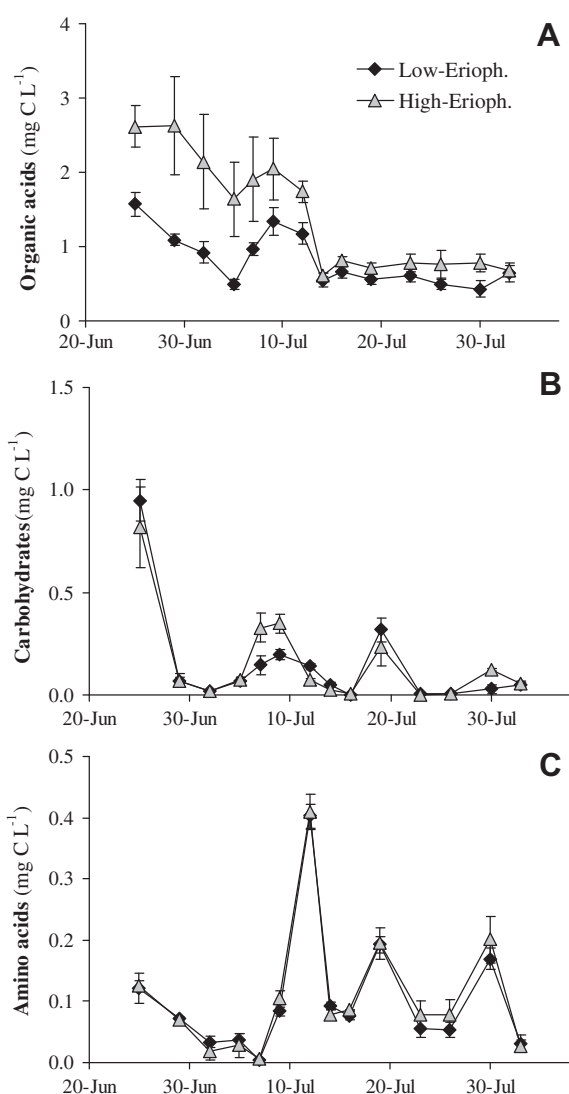 A
Low-Erioph.
High-Erioph.
Organic acids (mg C L⁻¹)
4
3
2
1
0
20-Jun 30-Jun 10-Jul 20-Jul 30-Jul
B
Carbohydrates(mg C L⁻¹)
1.5
1.0
0.5
0.0
20-Jun 30-Jun 10-Jul 20-Jul 30-Jul
C
Amino acids (mg C L⁻¹)
0.5
0.4
0.3
0.2
0.1
0.0
20-Jun 30-Jun 10-Jul 20-Jul 30-Jul